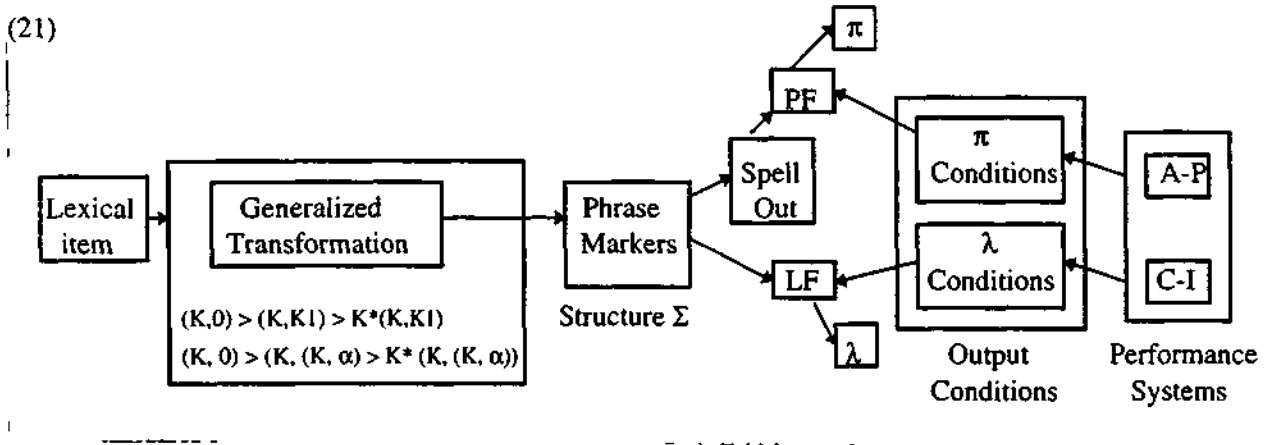 (21)
Lexical
item
Generalized
Transformation
(K,0) > (K,K1) > K*(K,K1)
(K, 0) > (K, (K, α) > K* (K, (K, α))
Phrase
Markers
Structure Σ
Spell
Out
PF
π
LF
λ
π
Conditions
λ
Conditions
Output
Conditions
A-P
C-I
Performance
Systems